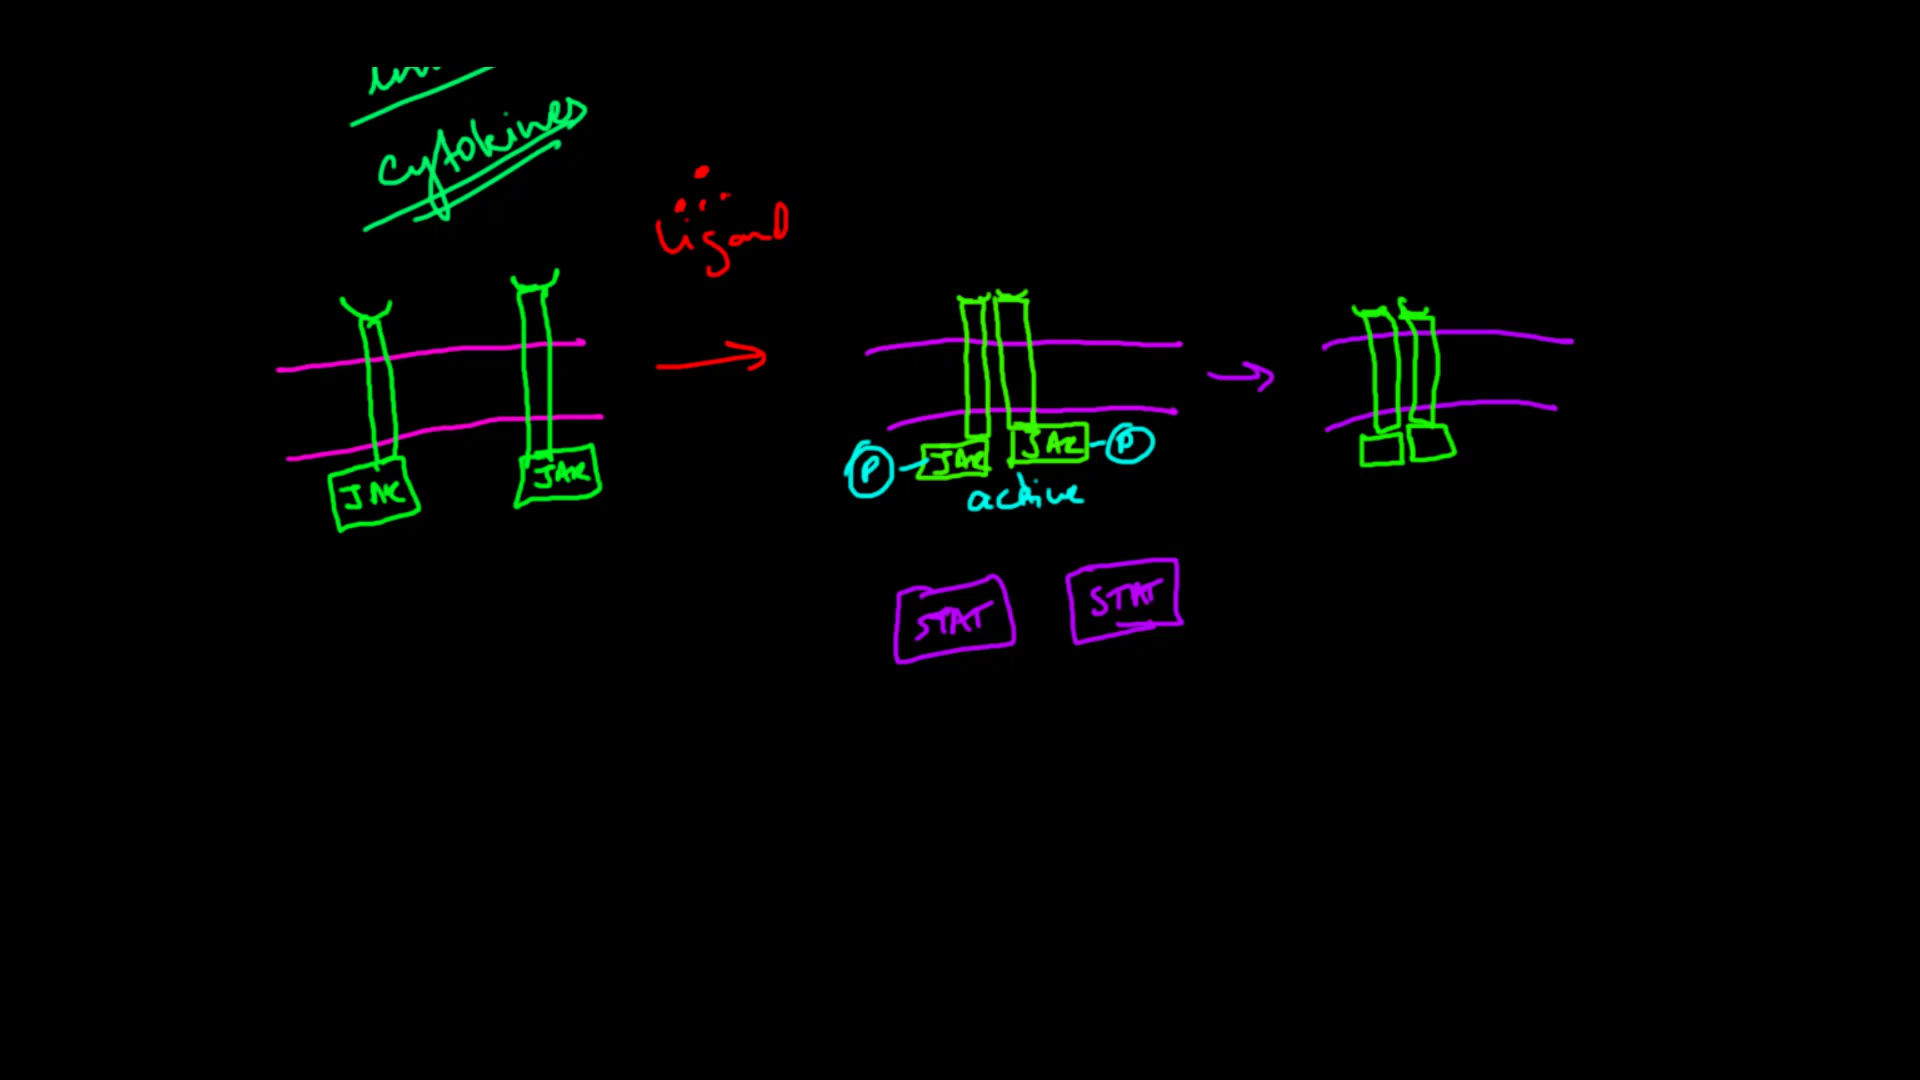 cytokines
ligand
JAK JAK
P JAK JAK P
active
STAT STAT